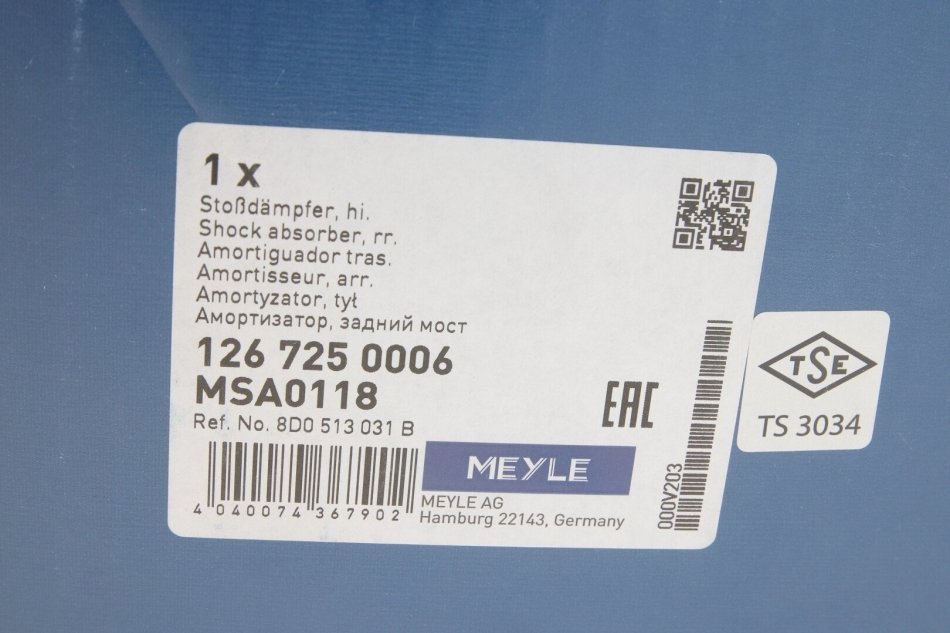 1 x
Stoßdämpfer, hi.
Shock absorber, rr.
Amortiguador tras.
Amortisseur, arr.
Amortyzator, tył
Амортизатор, задний мост
126 725 0006
MSA0118
Ref. No. 8D0 513 031 B
4 040074 367902
MEYLE
MEYLE AG
Hamburg 22143, Germany
EAC
000V203
TSE
TS 3034